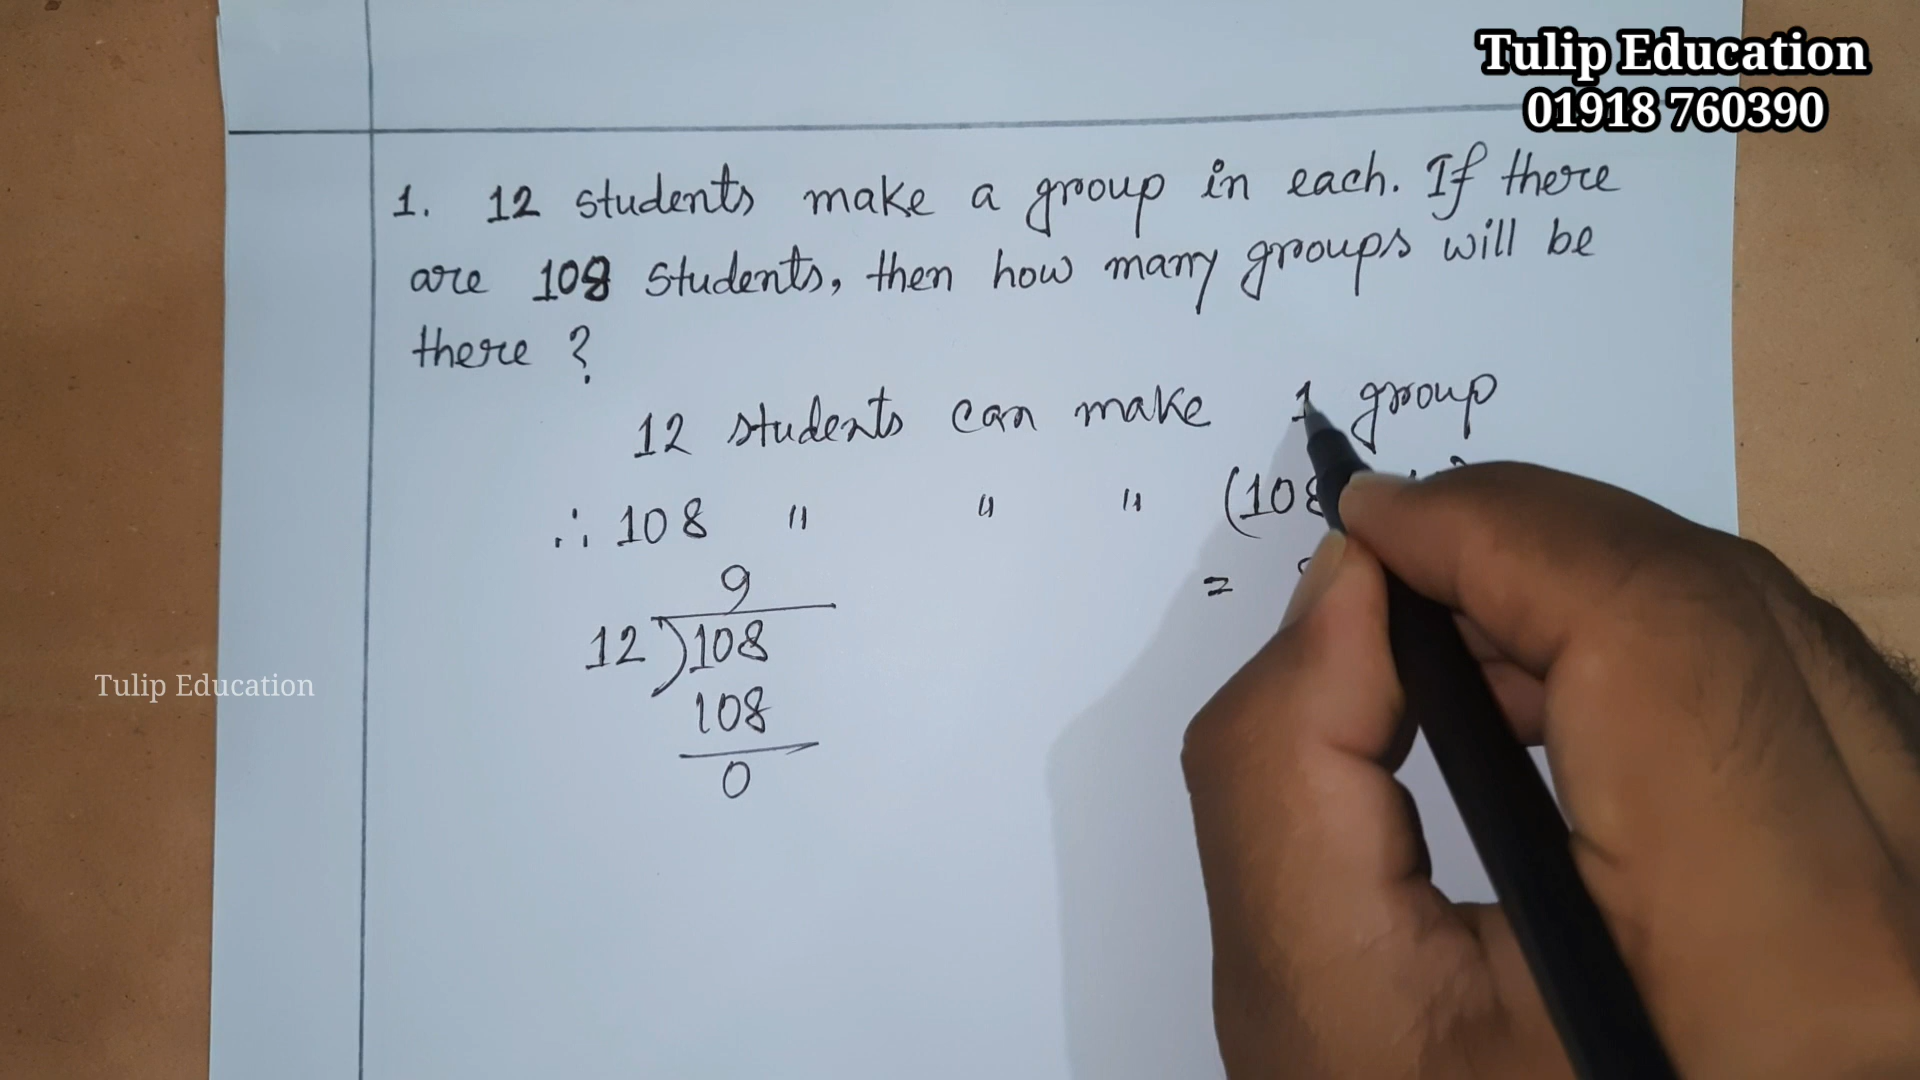 Tulip Education
01918 760390
1. 12 students make a group in each. If there
are 108 students, then how many groups will be
there ?
12 students can make 1 group
∴ 108 " " " (108
=
9
12)108
108
0
Tulip Education